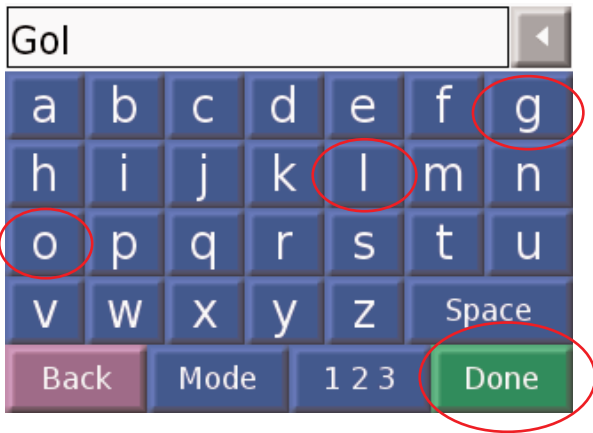 Gol
a b c d e f g
h i j k l m n
o p q r s t u
v w x y z Space
Back Mode 1 2 3 Done